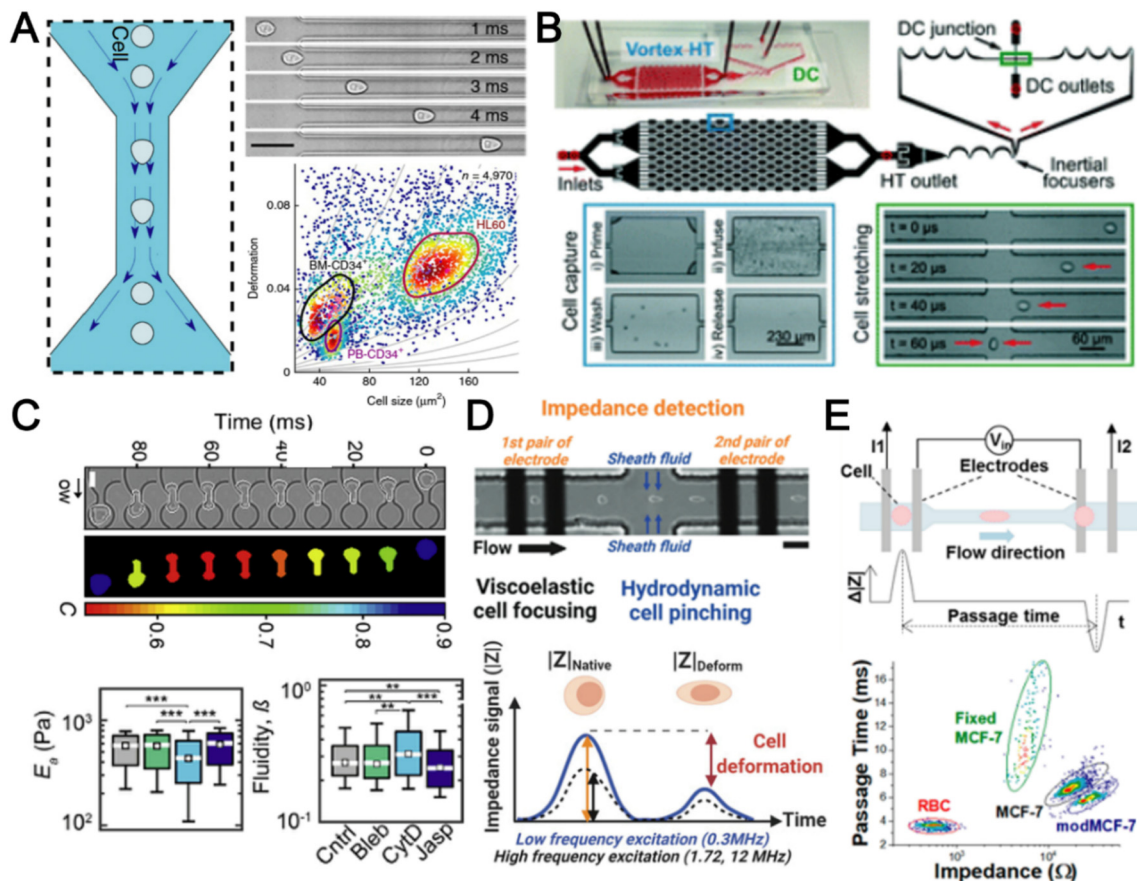 A
Cell
1 ms
2 ms
3 ms
4 ms
n = 4,970
HL60
BM-CD34⁺
PB-CD34⁺
Deformation
0.08
0.04
0
40
80
120
160
Cell size (μm²)
B
Vortex-HT
DC
DC junction
DC outlets
Inlets
HT outlet
Inertial focusers
Cell capture
i) Prime
ii) Infuse
iii) Wash
iv) Release
230 μm
Cell stretching
t = 0 μs
t = 20 μs
t = 40 μs
t = 60 μs
60 μm
C
Time (ms)
80
60
40
20
0
C
0.6
0.7
0.8
0.9
Eₐ (Pa)
10³
10²
***
***
***
Fluidity, β
10⁰
10⁻¹
**
**
***
**
Cntrl
Bleb
CytD
Jasp
D
Impedance detection
1st pair of electrode
Sheath fluid
2nd pair of electrode
Flow
Sheath fluid
Viscoelastic cell focusing
Hydrodynamic cell pinching
Impedance signal (|Z|)
|Z|Native
|Z|Deform
Cell deformation
Time
Low frequency excitation (0.3MHz)
High frequency excitation (1.72, 12 MHz)
E
I1
Vin
I2
Cell
Electrodes
Flow direction
Δ|Z|
Passage time
t
Passage Time (ms)
16
14
12
10
8
6
4
2
Fixed MCF-7
RBC
MCF-7
modMCF-7
10³
10⁴
Impedance (Ω)